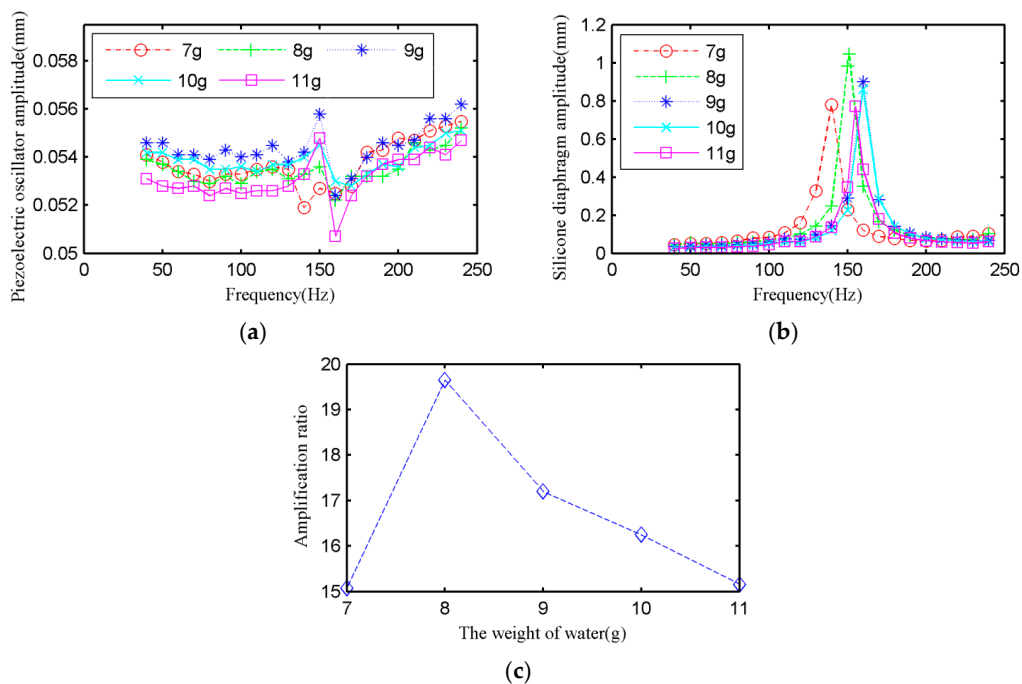 Piezoelectric oscillator amplitude(mm)
0.058
0.056
0.054
0.052
0.05
7g 8g 9g
10g 11g
0 50 100 150 200 250
Frequency(Hz)
(a)
Silicone diaphragm amplitude(mm)
1.2
1
0.8
0.6
0.4
0.2
0
7g
8g
9g
10g
11g
0 50 100 150 200 250
Frequency(Hz)
(b)
Amplification ratio
20
19
18
17
16
15
7 8 9 10 11
The weight of water(g)
(c)